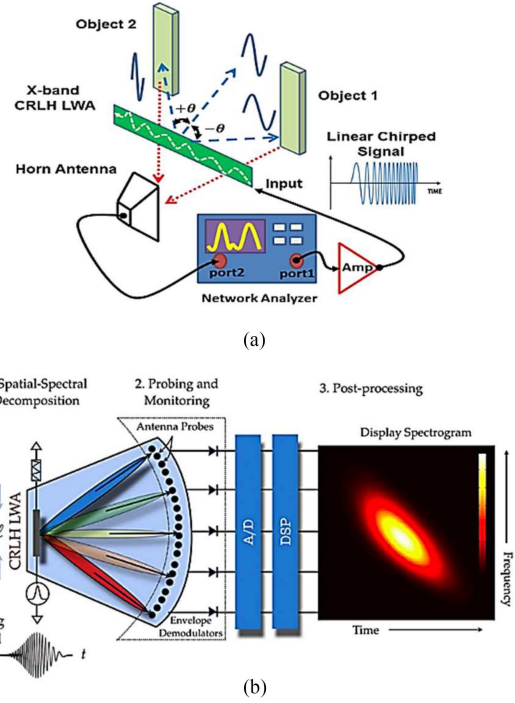 Object 2
X-band
CRLH LWA
+θ
−θ
Object 1
Linear Chirped
Signal
TIME
Horn Antenna
Input
port2
port1
Amp
Network Analyzer
(a)
Spatial-Spectral
Decomposition
2. Probing and
Monitoring
3. Post-processing
Antenna Probes
Display Spectrogram
CRLH LWA
A/D
DSP
Frequency
Envelope
Demodulators
Time
t
(b)